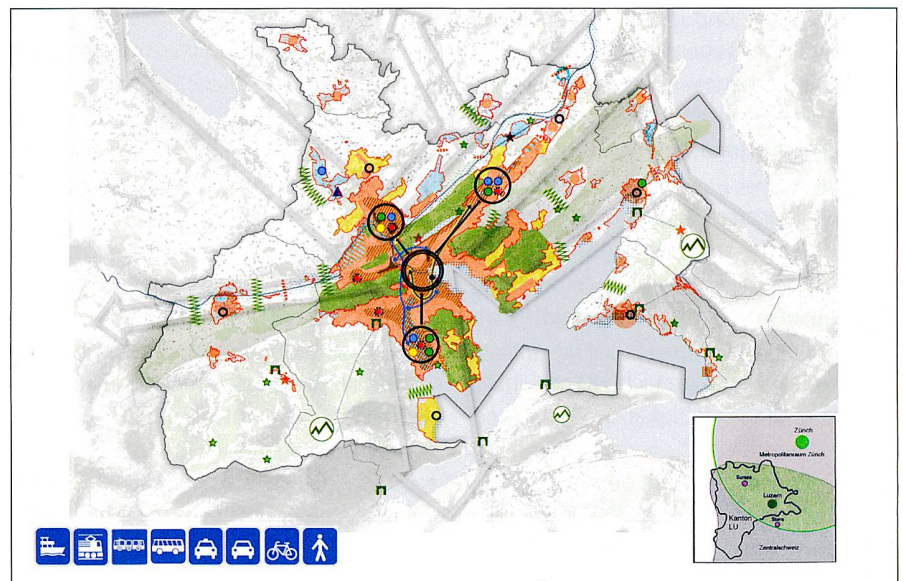 Zürich
Metropolitanraum Zürich
Sursee
Luzern
Kanton
LU
Stans
Zentralschweiz